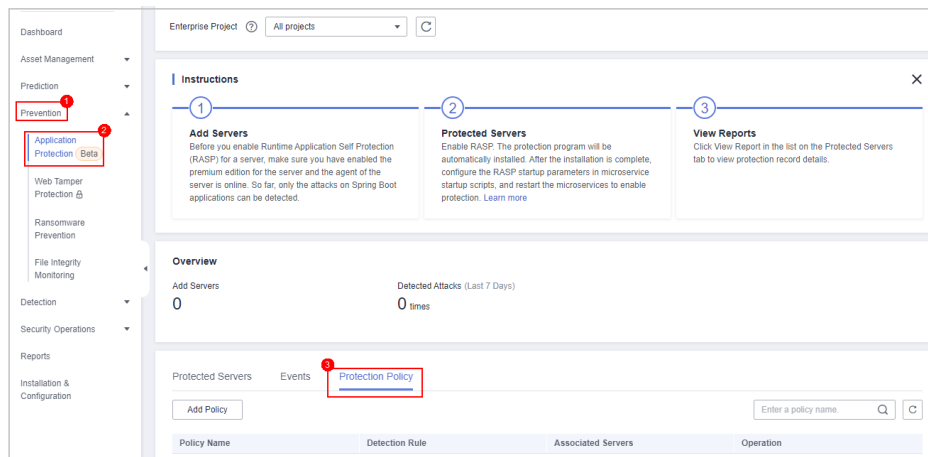 Dashboard
Asset Management
Prediction
1
Prevention
2
Application
Protection Beta
Web Tamper
Protection
Ransomware
Prevention
File Integrity
Monitoring
Detection
Security Operations
Reports
Installation &
Configuration
Enterprise Project ? All projects
Instructions
1
Add Servers
Before you enable Runtime Application Self Protection
(RASP) for a server, make sure you have enabled the
premium edition for the server and the agent of the
server is online. So far, only the attacks on Spring Boot
applications can be detected.
2
Protected Servers
Enable RASP. The protection program will be
automatically installed. After the installation is complete,
configure the RASP startup parameters in microservice
startup scripts, and restart the microservices to enable
protection. Learn more
3
View Reports
Click View Report in the list on the Protected Servers
tab to view protection record details.
Overview
Add Servers
0
Detected Attacks (Last 7 Days)
0 times
3
Protected Servers Events Protection Policy
Add Policy Enter a policy name.
Policy Name Detection Rule Associated Servers Operation